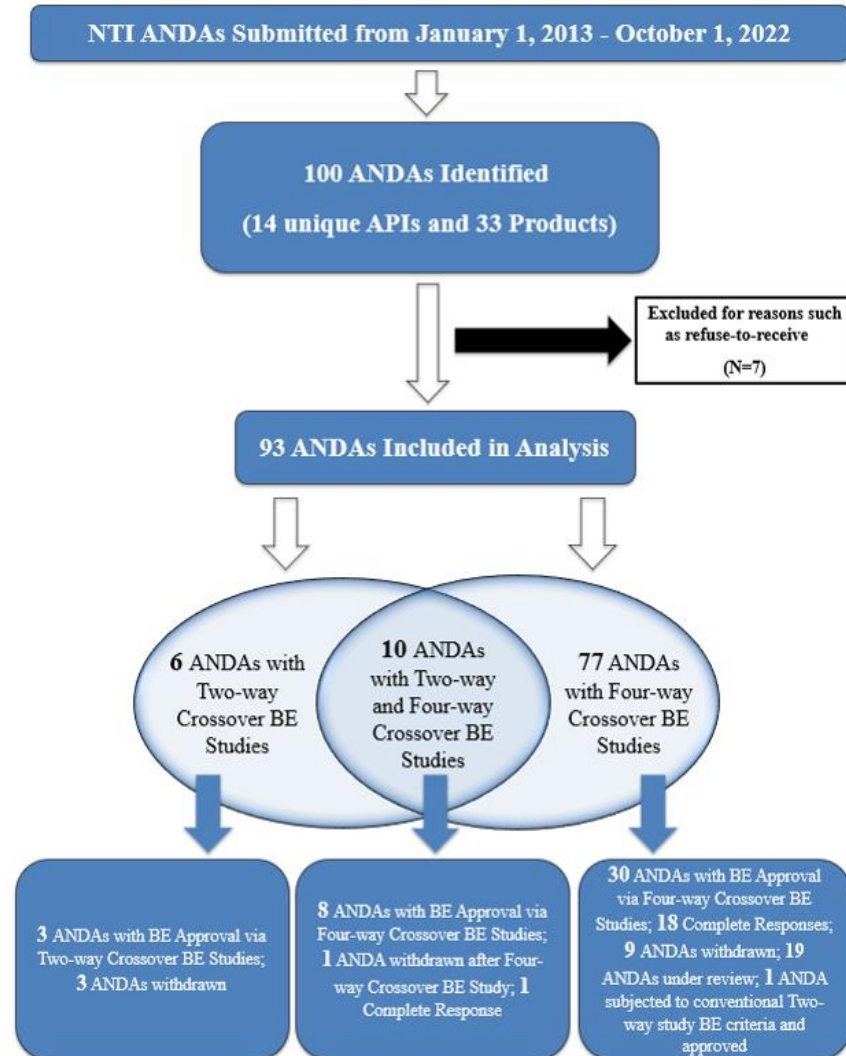 NTI ANDAs Submitted from January 1, 2013 - October 1, 2022
100 ANDAs Identified
(14 unique APIs and 33 Products)
Excluded for reasons such
as refuse-to-receive
(N=7)
93 ANDAs Included in Analysis
6 ANDAs with
Two-way
Crossover BE
Studies
10 ANDAs
with Two-way
and Four-way
Crossover BE
Studies
77 ANDAs
with Four-way
Crossover BE
Studies
3 ANDAs with BE Approval via
Two-way Crossover BE Studies;
3 ANDAs withdrawn
8 ANDAs with BE Approval via
Four-way Crossover BE Studies;
1 ANDA withdrawn after Four-
way Crossover BE Study; 1
Complete Response
30 ANDAs with BE Approval
via Four-way Crossover BE
Studies; 18 Complete Responses;
9 ANDAs withdrawn; 19
ANDAs under review; 1 ANDA
subjected to conventional Two-
way study BE criteria and
approved